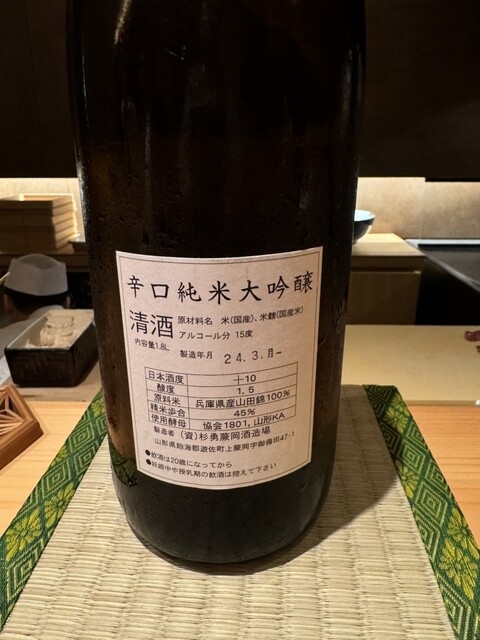 辛口純米大吟醸
清酒
原材料名 米(国産)、米麹(国産米)
アルコール分 15度
内容量1.8L
製造年月 24.3.月-
日本酒度 +10
酸度 1.5
原料米 兵庫県産山田錦100%
精米歩合 45%
使用酵母 協会1801, 山形KA
製造者 (資)杉勇蕨岡酒造場
山形県飽海郡遊佐町上蕨岡字御備田47-1
●飲酒は20歳になってから
●妊娠中や授乳期の飲酒は控えて下さい